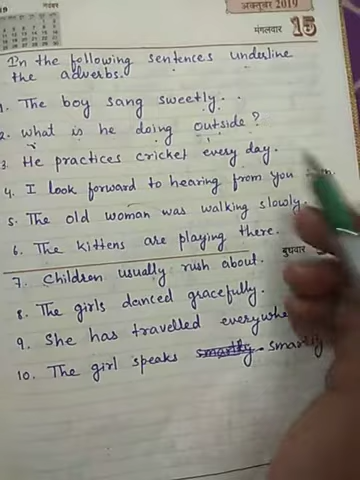 अक्तूबर 2019
मंगलवार 15
In the following sentences underline
the adverbs.
1. The boy sang sweetly.
2. What is he doing outside?
3. He practices cricket every day.
4. I look forward to hearing from you
5. The old woman was walking slowly.
6. The kittens are playing there.
बुधवार
7. Children usually rush about.
8. The girls danced gracefully.
9. She has travelled
10. The girl speaks smartly